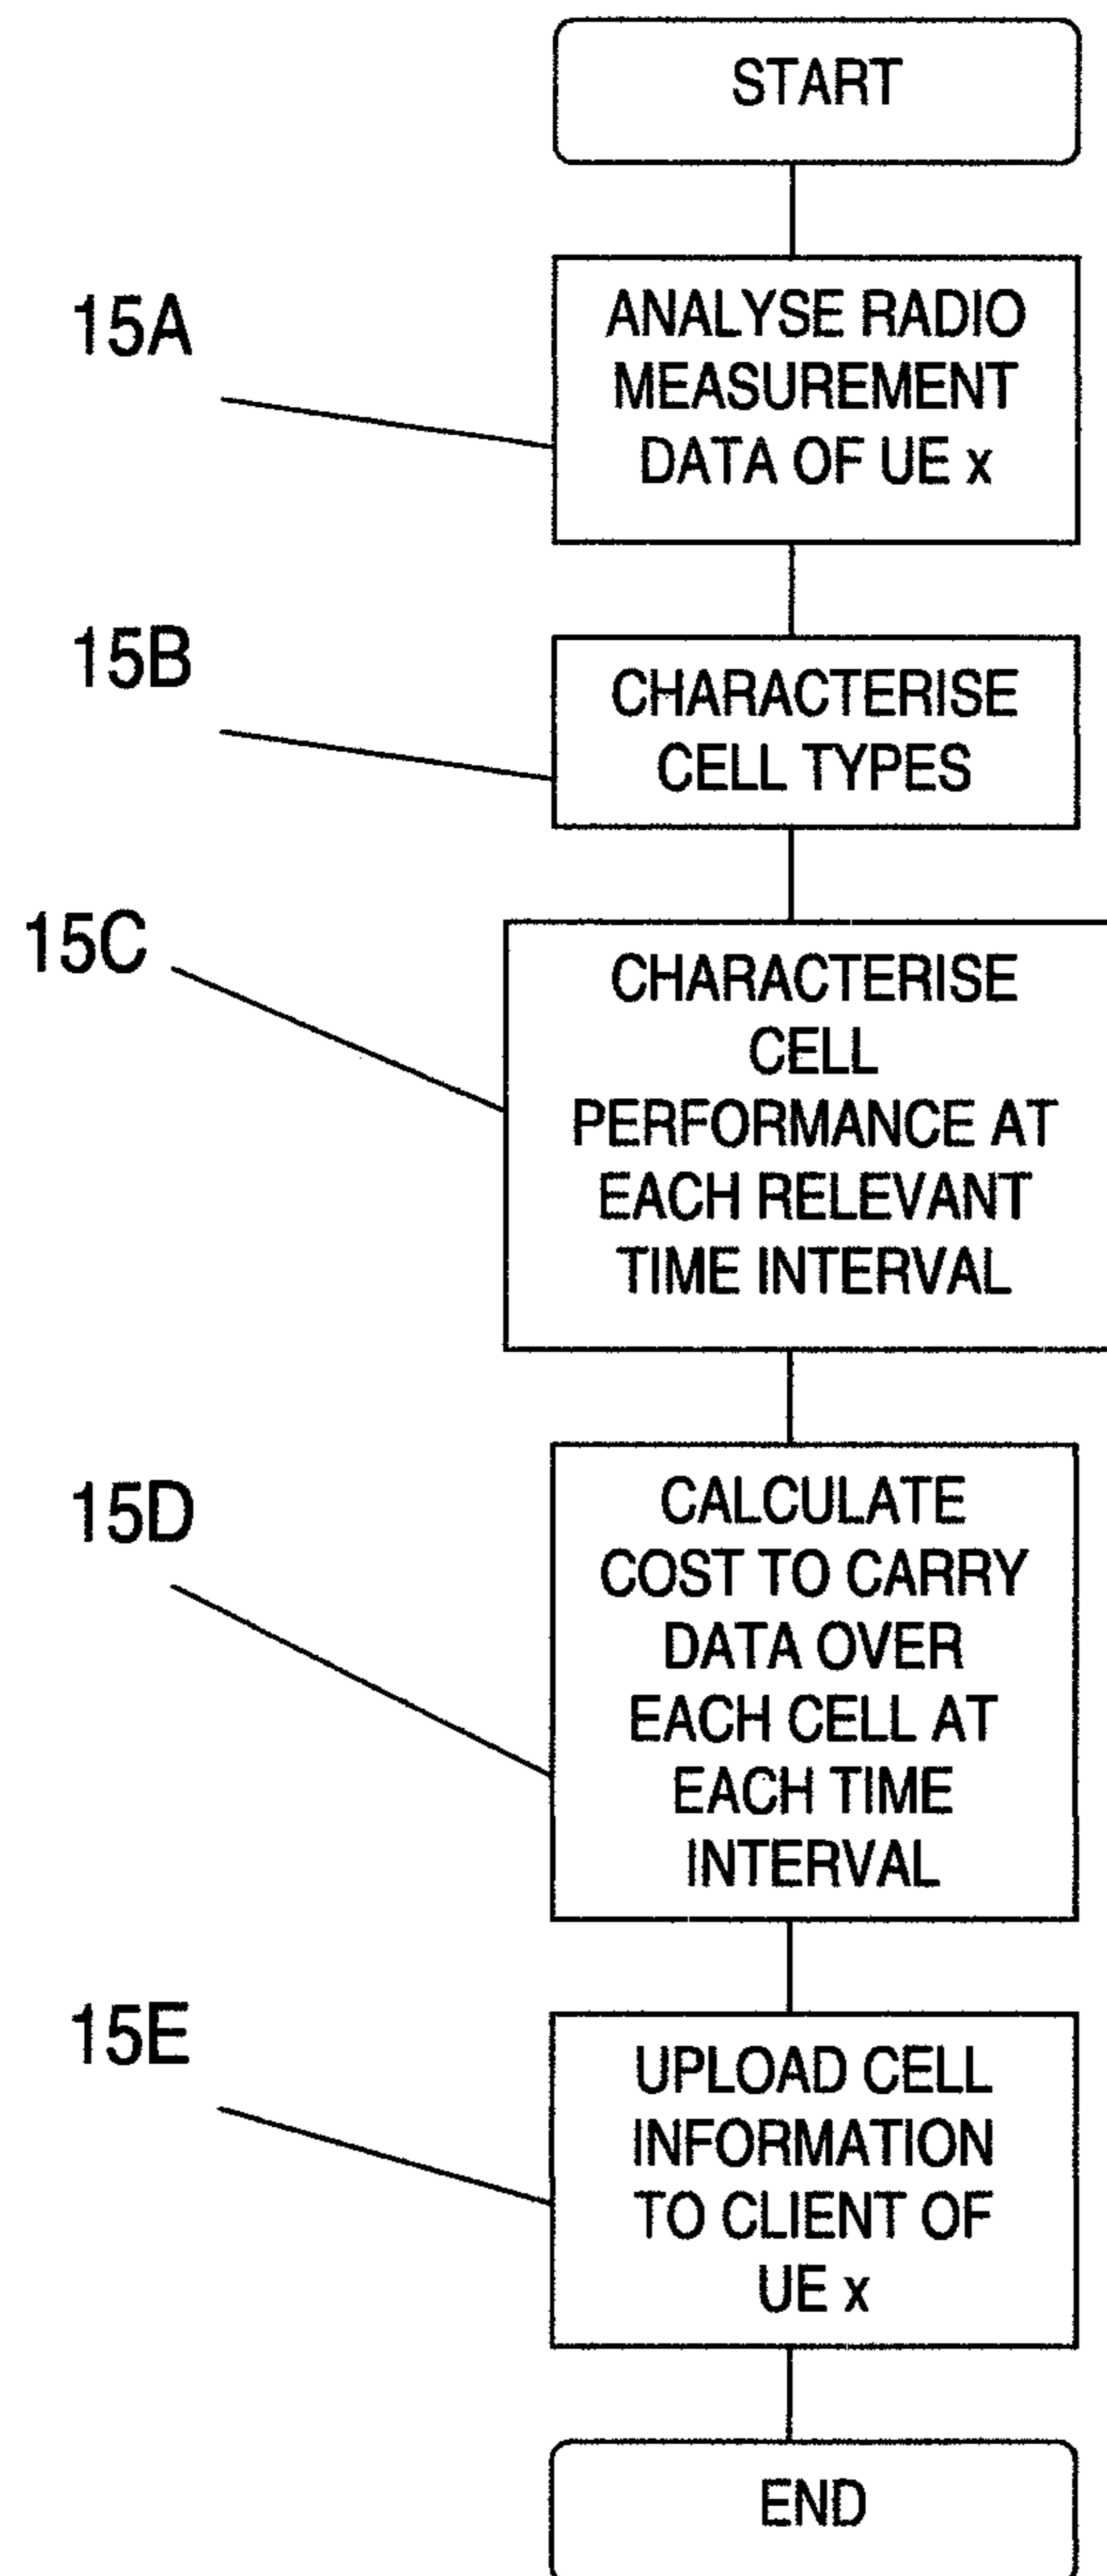 START
15A
ANALYSE RADIO
MEASUREMENT
DATA OF UE x
15B
CHARACTERISE
CELL TYPES
15C
CHARACTERISE
CELL
PERFORMANCE AT
EACH RELEVANT
TIME INTERVAL
15D
CALCULATE
COST TO CARRY
DATA OVER
EACH CELL AT
EACH TIME
INTERVAL
15E
UPLOAD CELL
INFORMATION
TO CLIENT OF
UE x
END